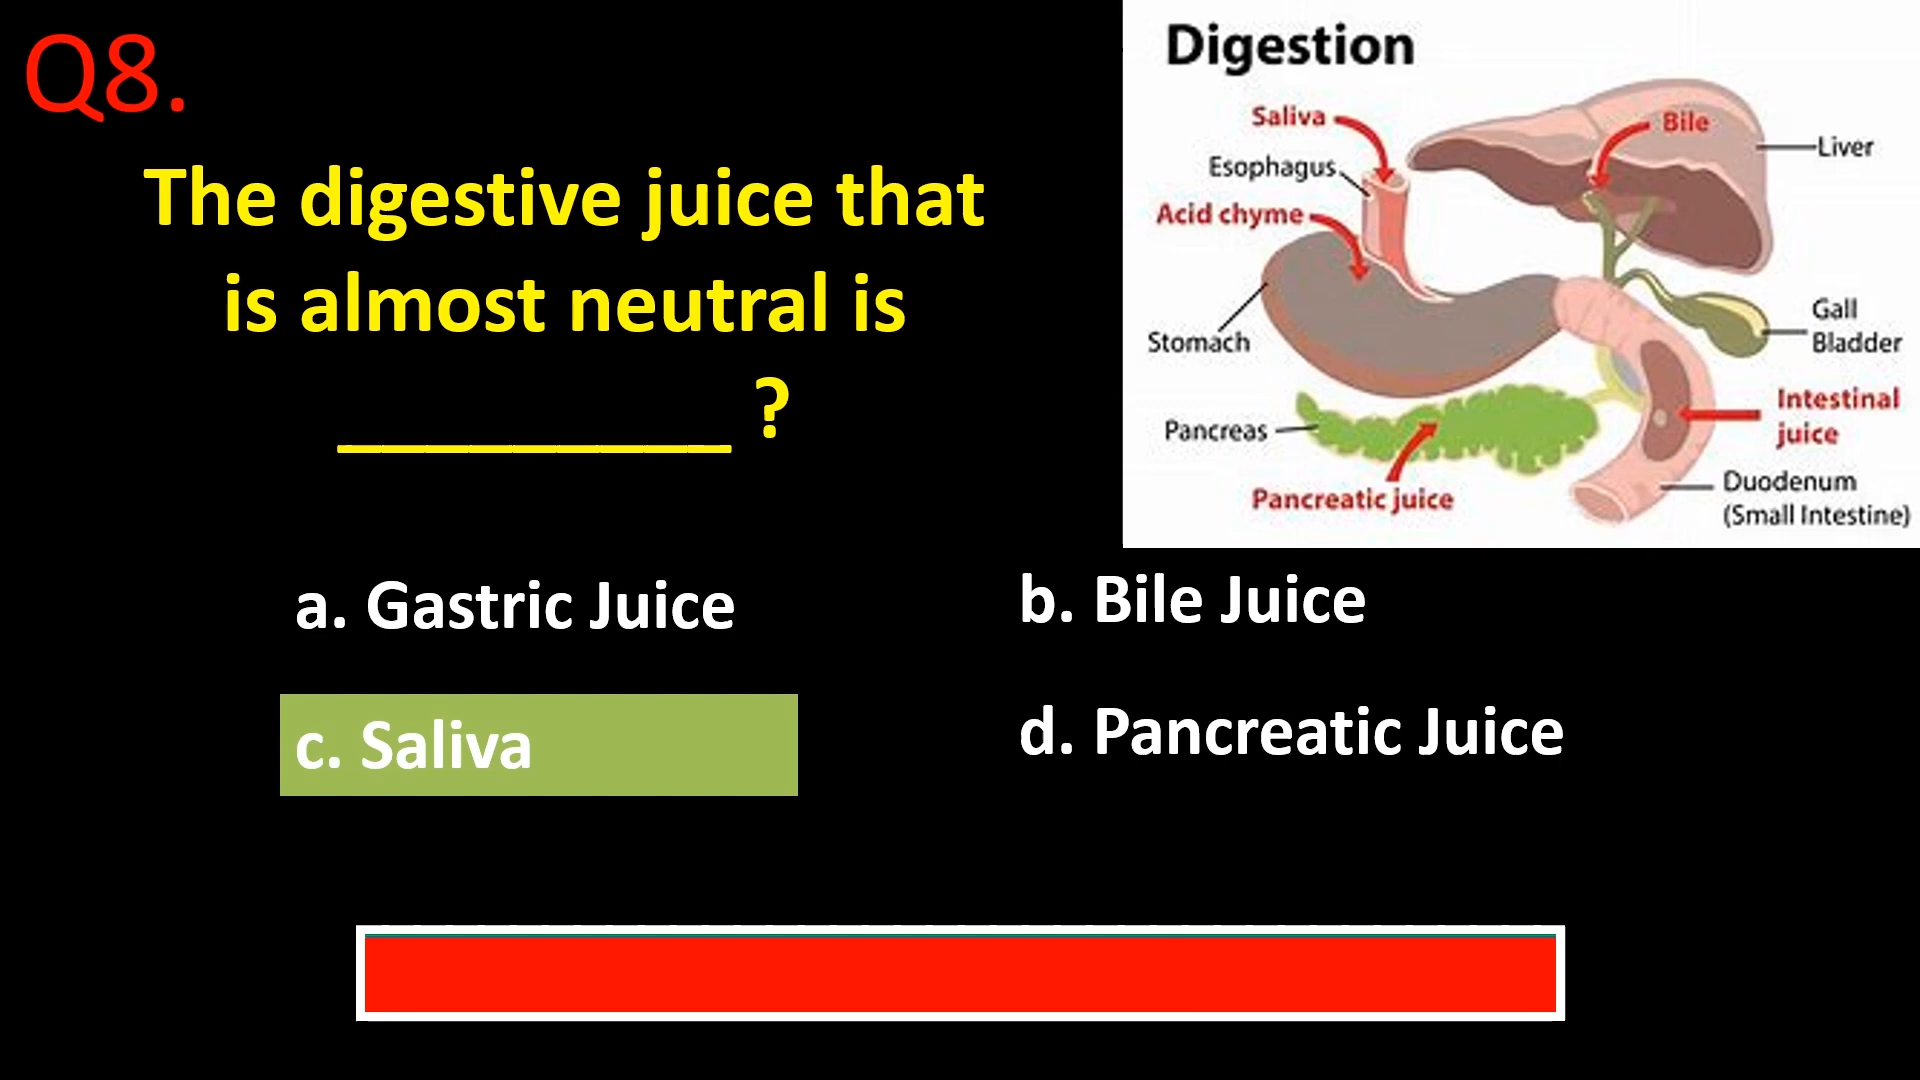 Q8.
The digestive juice that
is almost neutral is
_________ ?
Digestion
Saliva
Bile
Liver
Esophagus
Acid chyme
Gall
Bladder
Stomach
Intestinal
juice
Pancreas
Duodenum
(Small Intestine)
Pancreatic juice
a. Gastric Juice
b. Bile Juice
c. Saliva
d. Pancreatic Juice